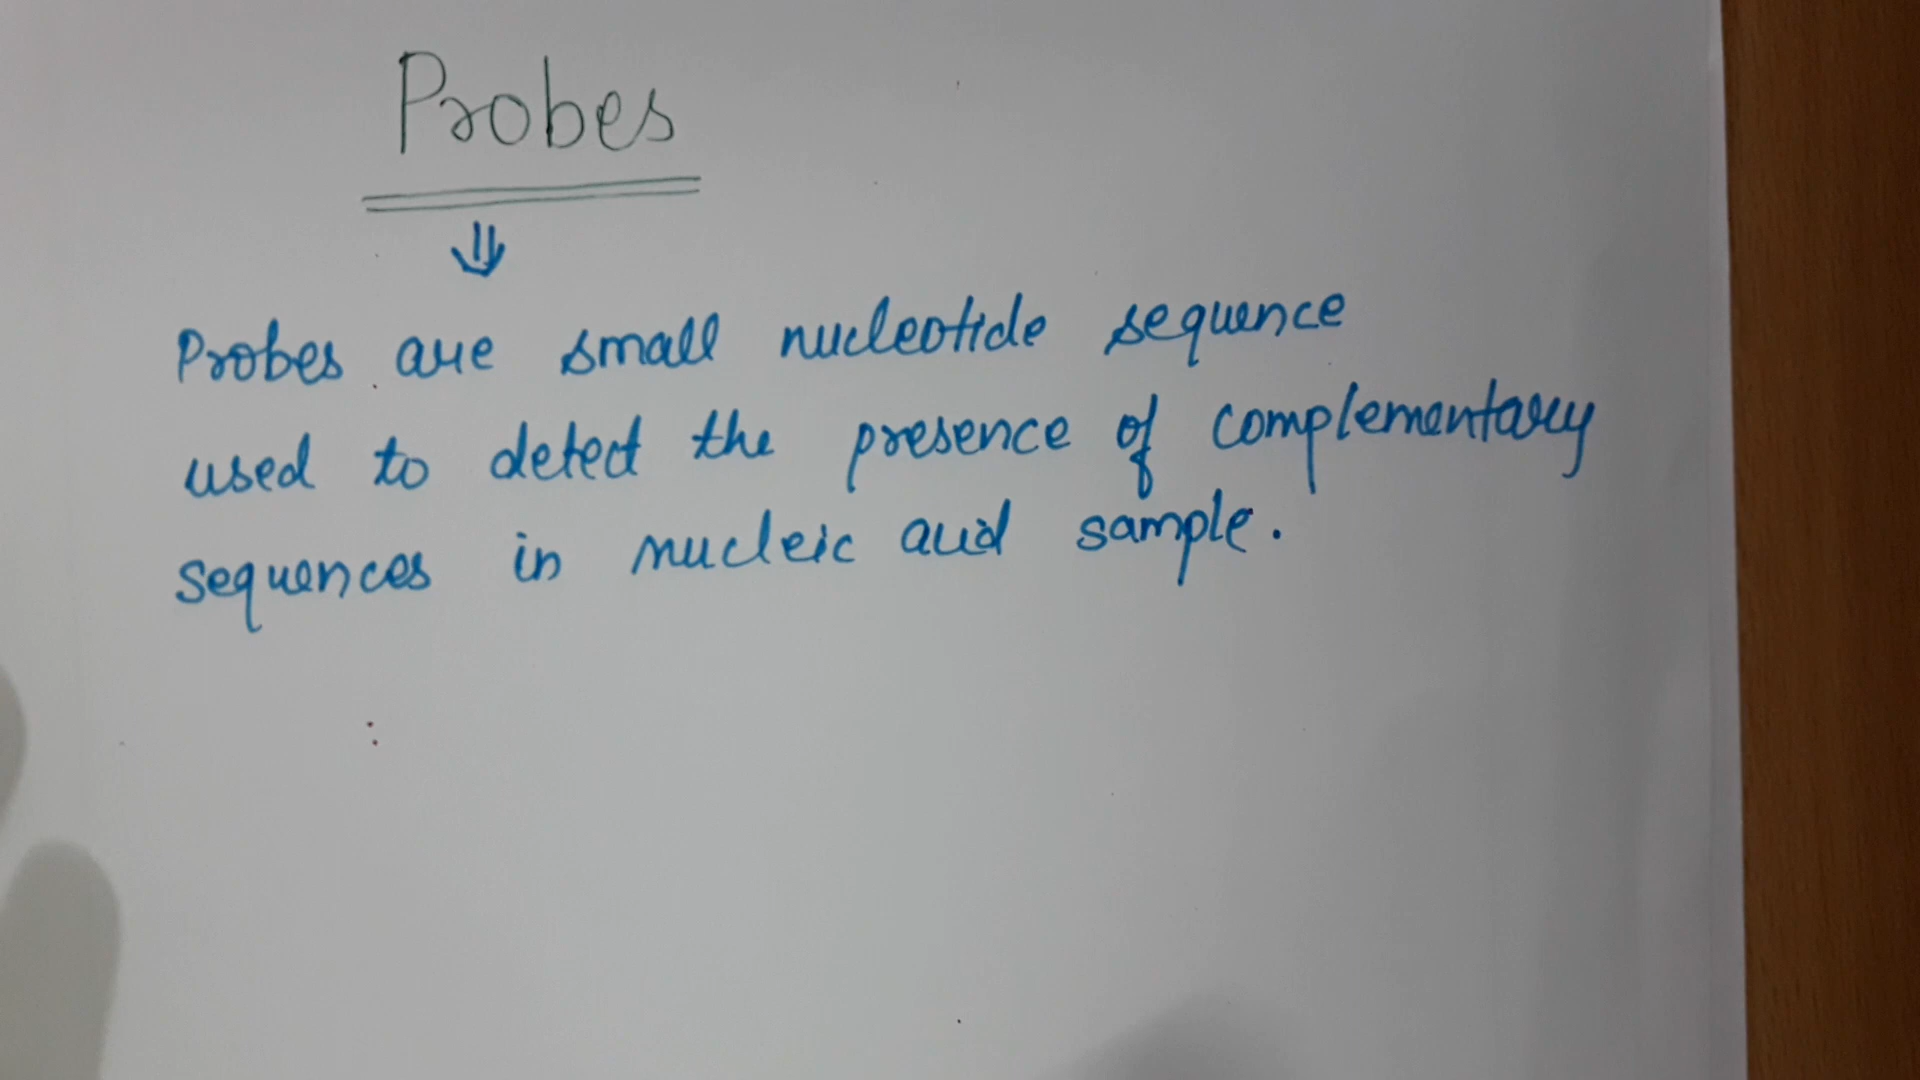 Probes
⇓
Probes are small nucleotide sequence
used to detect the presence of complementary
sequences in nucleic acid sample.